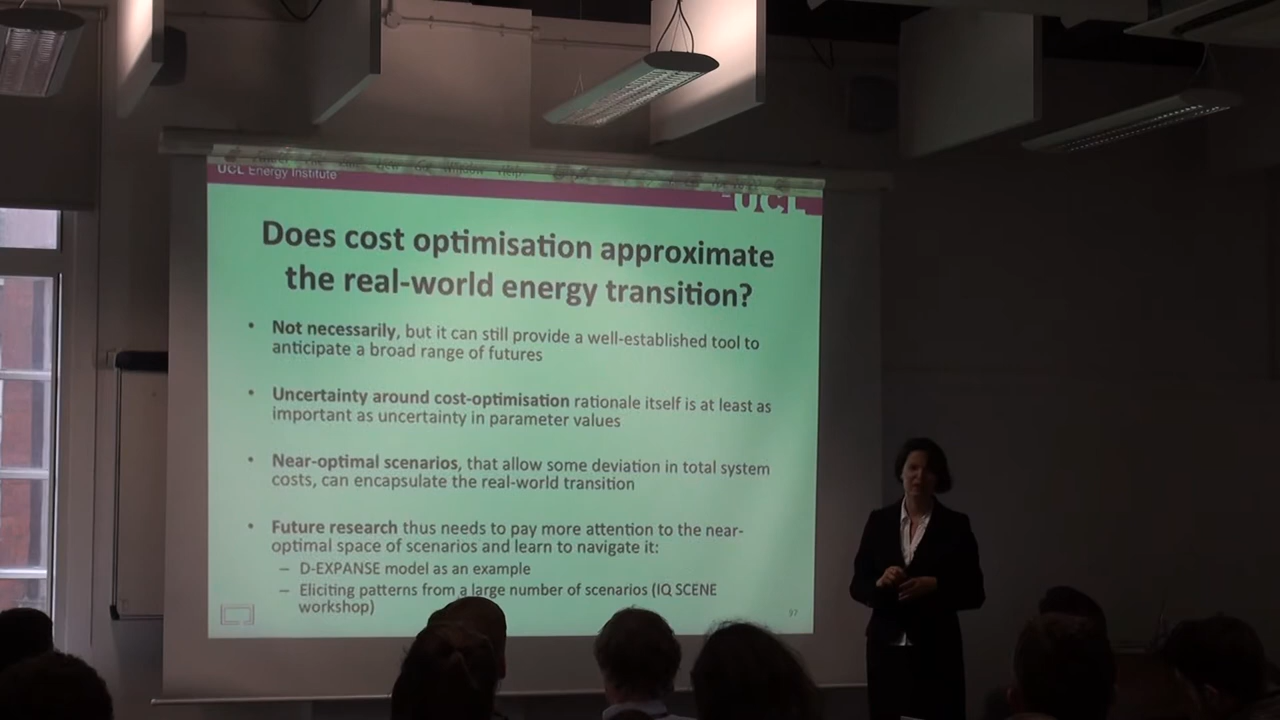 Window Help
UCL Energy Institute
UCL
Does cost optimisation approximate
the real-world energy transition?
• Not necessarily, but it can still provide a well-established tool to
anticipate a broad range of futures
• Uncertainty around cost-optimisation rationale itself is at least as
important as uncertainty in parameter values
• Near-optimal scenarios, that allow some deviation in total system
costs, can encapsulate the real-world transition
• Future research thus needs to pay more attention to the near-
optimal space of scenarios and learn to navigate it:
– D-EXPANSE model as an example
– Eliciting patterns from a large number of scenarios (IQ SCENE
workshop)
97